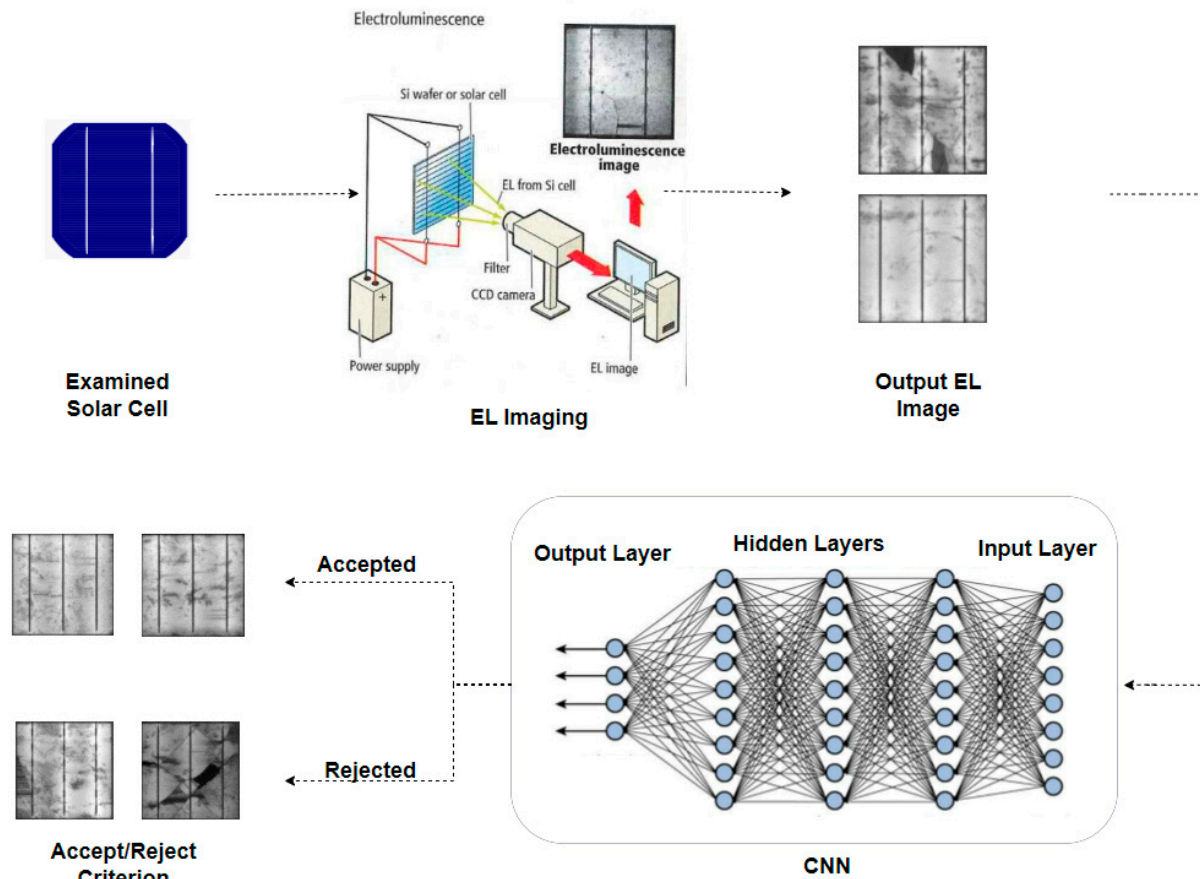 Electroluminescence
Si wafer or solar cell
Electroluminescence
image
EL from Si cell
Filter
CCD camera
+
Power supply
EL image
Examined
Solar Cell
EL Imaging
Output EL
Image
Output Layer
Hidden Layers
Input Layer
Accepted
Rejected
Accept/Reject
Criterion
CNN